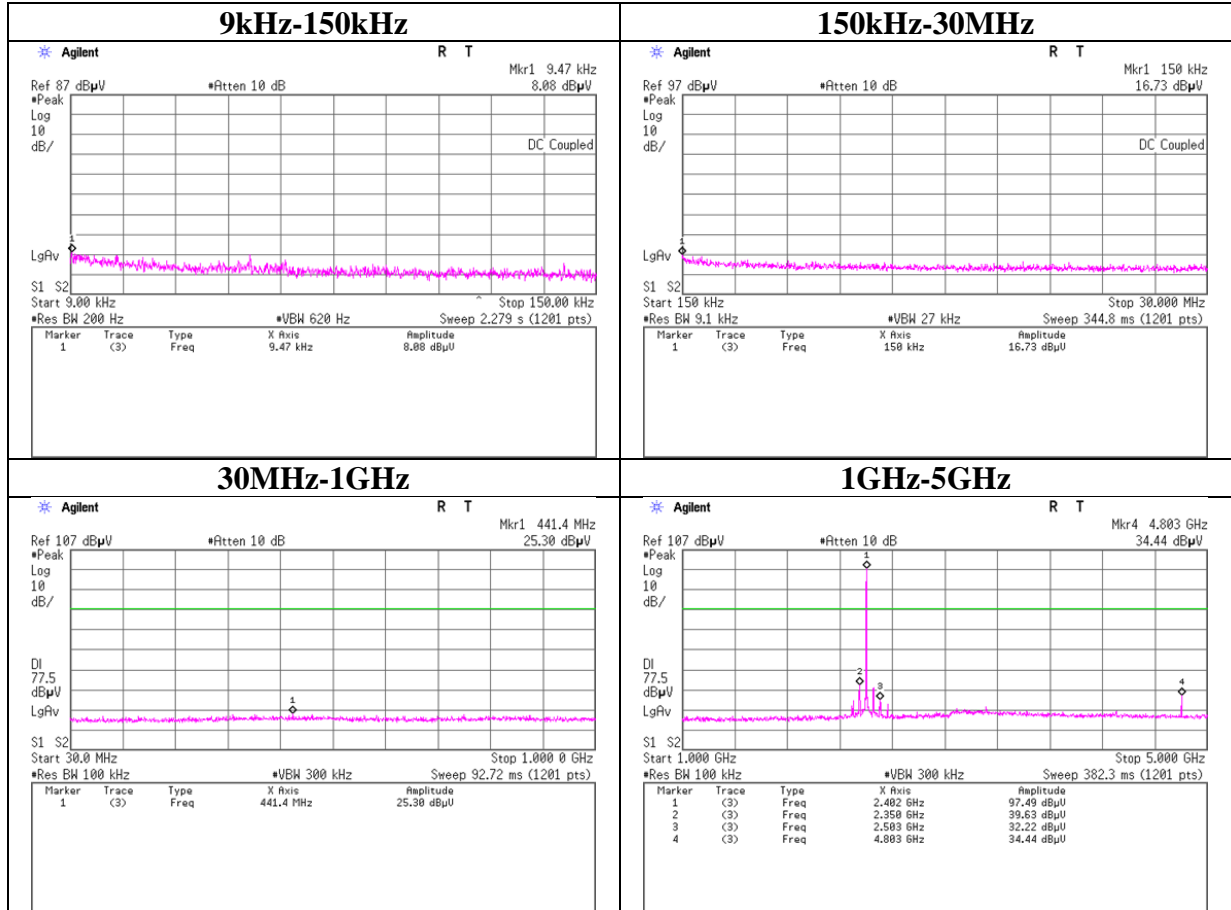 9kHz-150kHz
Agilent R T
Mkr1 9.47 kHz
Ref 87 dBµV #Atten 10 dB 8.08 dBµV
#Peak
Log
10
dB/
DC Coupled
1
LgAv
S1 S2
Start 9.00 kHz ^ Stop 150.00 kHz
#Res BW 200 Hz #VBW 620 Hz Sweep 2.279 s (1201 pts)
Marker Trace Type X Axis Amplitude
1 (3) Freq 9.47 kHz 8.08 dBµV
150kHz-30MHz
Agilent R T
Mkr1 150 kHz
Ref 97 dBµV #Atten 10 dB 16.73 dBµV
#Peak
Log
10
dB/
DC Coupled
1
LgAv
S1 S2
Start 150 kHz Stop 30.000 MHz
#Res BW 9.1 kHz #VBW 27 kHz Sweep 344.8 ms (1201 pts)
Marker Trace Type X Axis Amplitude
1 (3) Freq 150 kHz 16.73 dBµV
30MHz-1GHz
Agilent R T
Mkr1 441.4 MHz
Ref 107 dBµV #Atten 10 dB 25.30 dBµV
#Peak
Log
10
dB/
DI
77.5
dBµV
1
LgAv
S1 S2
Start 30.0 MHz Stop 1.000 0 GHz
#Res BW 100 kHz #VBW 300 kHz Sweep 92.72 ms (1201 pts)
Marker Trace Type X Axis Amplitude
1 (3) Freq 441.4 MHz 25.30 dBµV
1GHz-5GHz
Agilent R T
Mkr4 4.803 GHz
Ref 107 dBµV #Atten 10 dB 34.44 dBµV
#Peak
1
Log
10
dB/
DI
77.5
dBµV
2 3 4
LgAv
S1 S2
Start 1.000 GHz Stop 5.000 GHz
#Res BW 100 kHz #VBW 300 kHz Sweep 382.3 ms (1201 pts)
Marker Trace Type X Axis Amplitude
1 (3) Freq 2.402 GHz 97.49 dBµV
2 (3) Freq 2.350 GHz 39.63 dBµV
3 (3) Freq 2.503 GHz 32.22 dBµV
4 (3) Freq 4.803 GHz 34.44 dBµV